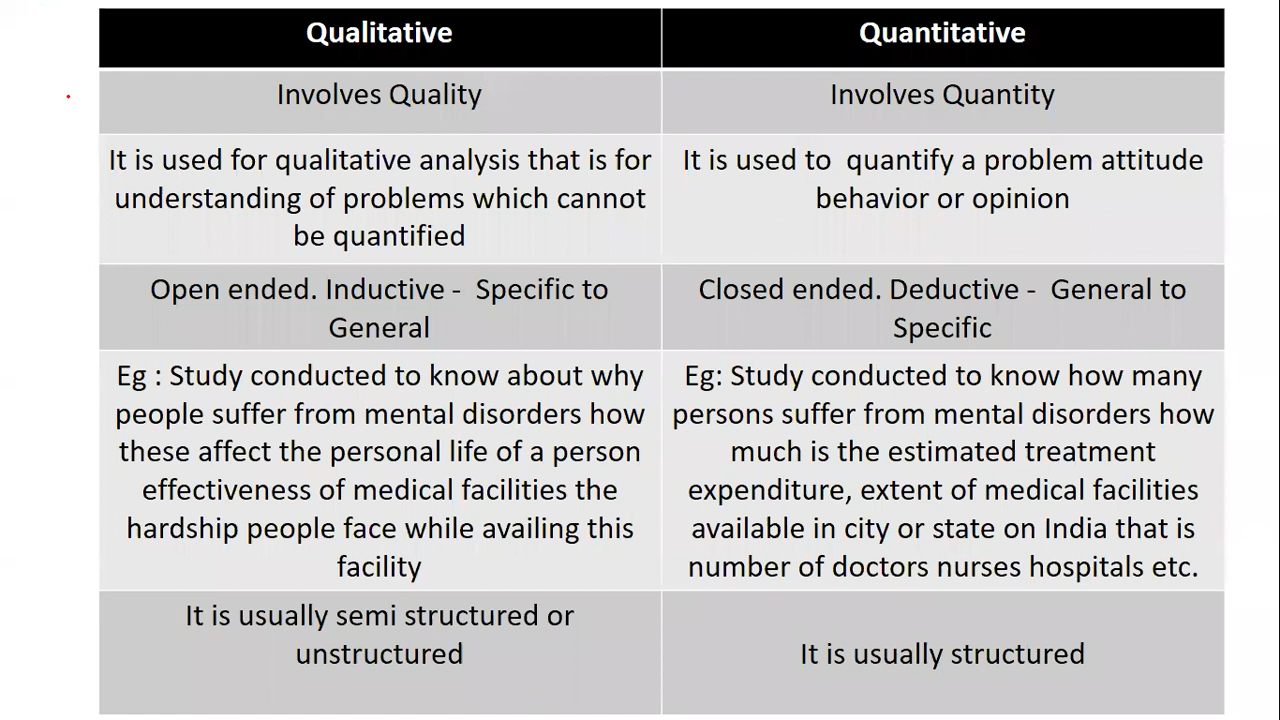 Qualitative
Quantitative
Involves Quality
Involves Quantity
It is used for qualitative analysis that is for
understanding of problems which cannot
be quantified
It is used to  quantify a problem attitude
behavior or opinion
Open ended. Inductive -  Specific to
General
Closed ended. Deductive -  General to
Specific
Eg : Study conducted to know about why
people suffer from mental disorders how
these affect the personal life of a person
effectiveness of medical facilities the
hardship people face while availing this
facility
Eg: Study conducted to know how many
persons suffer from mental disorders how
much is the estimated treatment
expenditure, extent of medical facilities
available in city or state on India that is
number of doctors nurses hospitals etc.
It is usually semi structured or
unstructured
It is usually structured